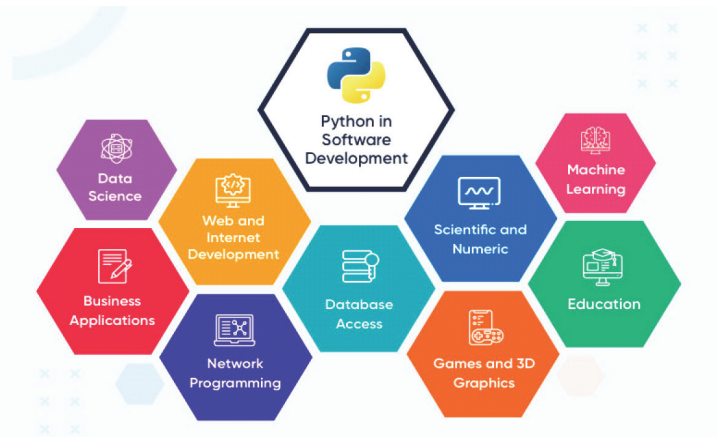 Python in
Software
Development
Data
Science
Web and
Internet
Development
Scientific and
Numeric
Machine
Learning
Business
Applications
Database
Access
Education
Network
Programming
Games and 3D
Graphics